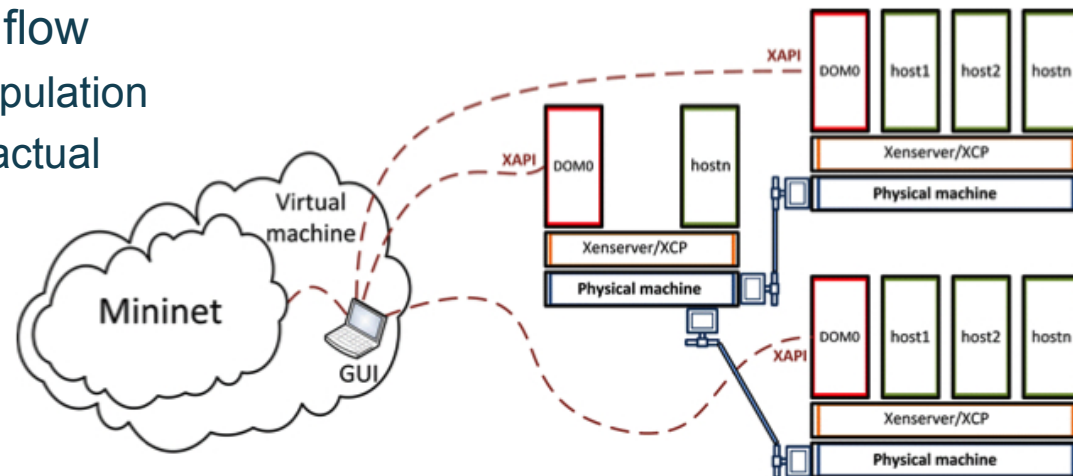 flow
pulation
actual
Virtual
machine
Mininet
GUI
XAPI
DOM0
hostn
Xenserver/XCP
Physical machine
XAPI
DOM0
host1
host2
hostn
Xenserver/XCP
Physical machine
XAPI
DOM0
host1
host2
hostn
Xenserver/XCP
Physical machine